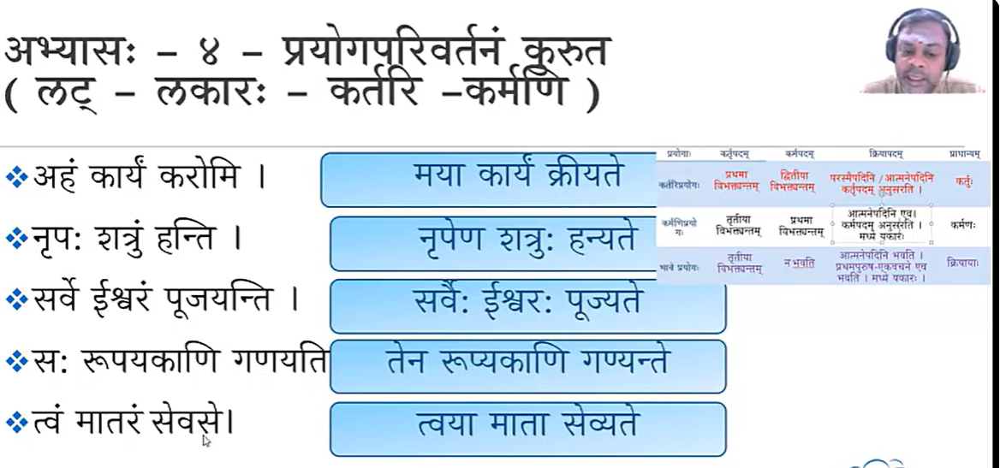 अभ्यासः – ४ – प्रयोगपरिवर्तनं कुरुत
( लट् – लकारः – कर्तरि –कर्मणि )
अहं कार्यं करोमि ।
मया कार्यं क्रीयते
नृप: शत्रुं हन्ति ।
नृपेण शत्रु: हन्यते
सर्वे ईश्वरं पूजयन्ति ।
सर्वै: ईश्वर: पूज्यते
स: रूपयकाणि गणयति
तेन रूप्यकाणि गण्यन्ते
त्वं मातरं सेवसे।
त्वया माता सेव्यते
प्रयोगाः कर्तृपदम् कर्मपदम् क्रियापदम् प्राधान्यम्
कर्तरिप्रयोगः
प्रथमा
विभक्त्यन्तम्
द्वितीया
विभक्त्यन्तम्
परस्मैपदिनि / आत्मनेपदिनि
कर्तृपदम् अनुसरति ।
कर्तुः
कर्मणिप्रयो
गः
तृतीया
विभक्त्यन्तम्
प्रथमा
विभक्त्यन्तम्
आत्मनेपदिनि एव।
कर्मपदम् अनुसरति ।
मध्ये यकारः
कर्मणः
भावे प्रयोगः
तृतीया
विभक्त्यन्तम्
न भवति
आत्मनेपदिनि भवति ।
प्रथमपुरुष-एकवचने एव
भवति । मध्ये यकारः ।
क्रियायाः